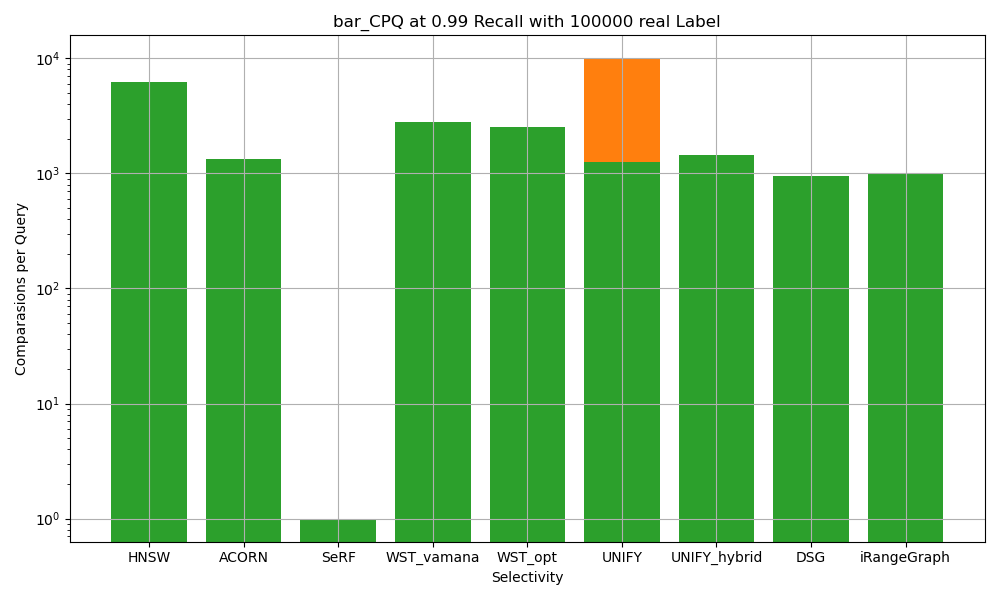 bar_CPQ at 0.99 Recall with 100000 real Label
Comparasions per Query
10^4
10^3
10^2
10^1
10^0
HNSW ACORN SeRF WST_vamana WST_opt UNIFY UNIFY_hybrid DSG iRangeGraph
Selectivity